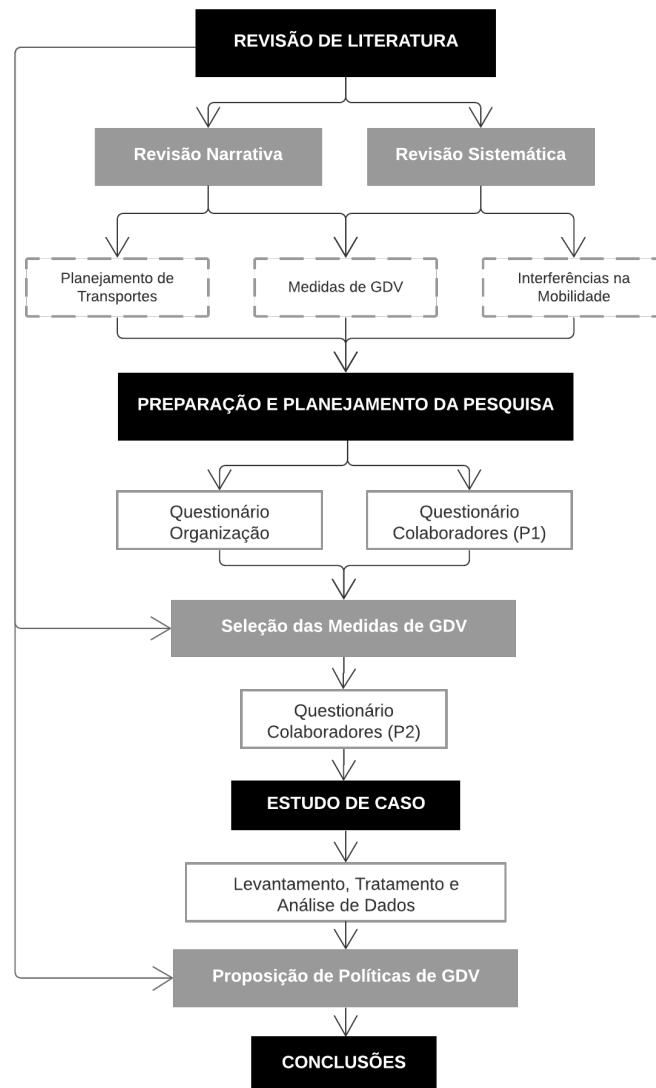 REVISÃO DE LITERATURA
Revisão Narrativa
Revisão Sistemática
Planejamento de
Transportes
Medidas de GDV
Interferências na
Mobilidade
PREPARAÇÃO E PLANEJAMENTO DA PESQUISA
Questionário
Organização
Questionário
Colaboradores (P1)
Seleção das Medidas de GDV
Questionário
Colaboradores (P2)
ESTUDO DE CASO
Levantamento, Tratamento e
Análise de Dados
Proposição de Políticas de GDV
CONCLUSÕES